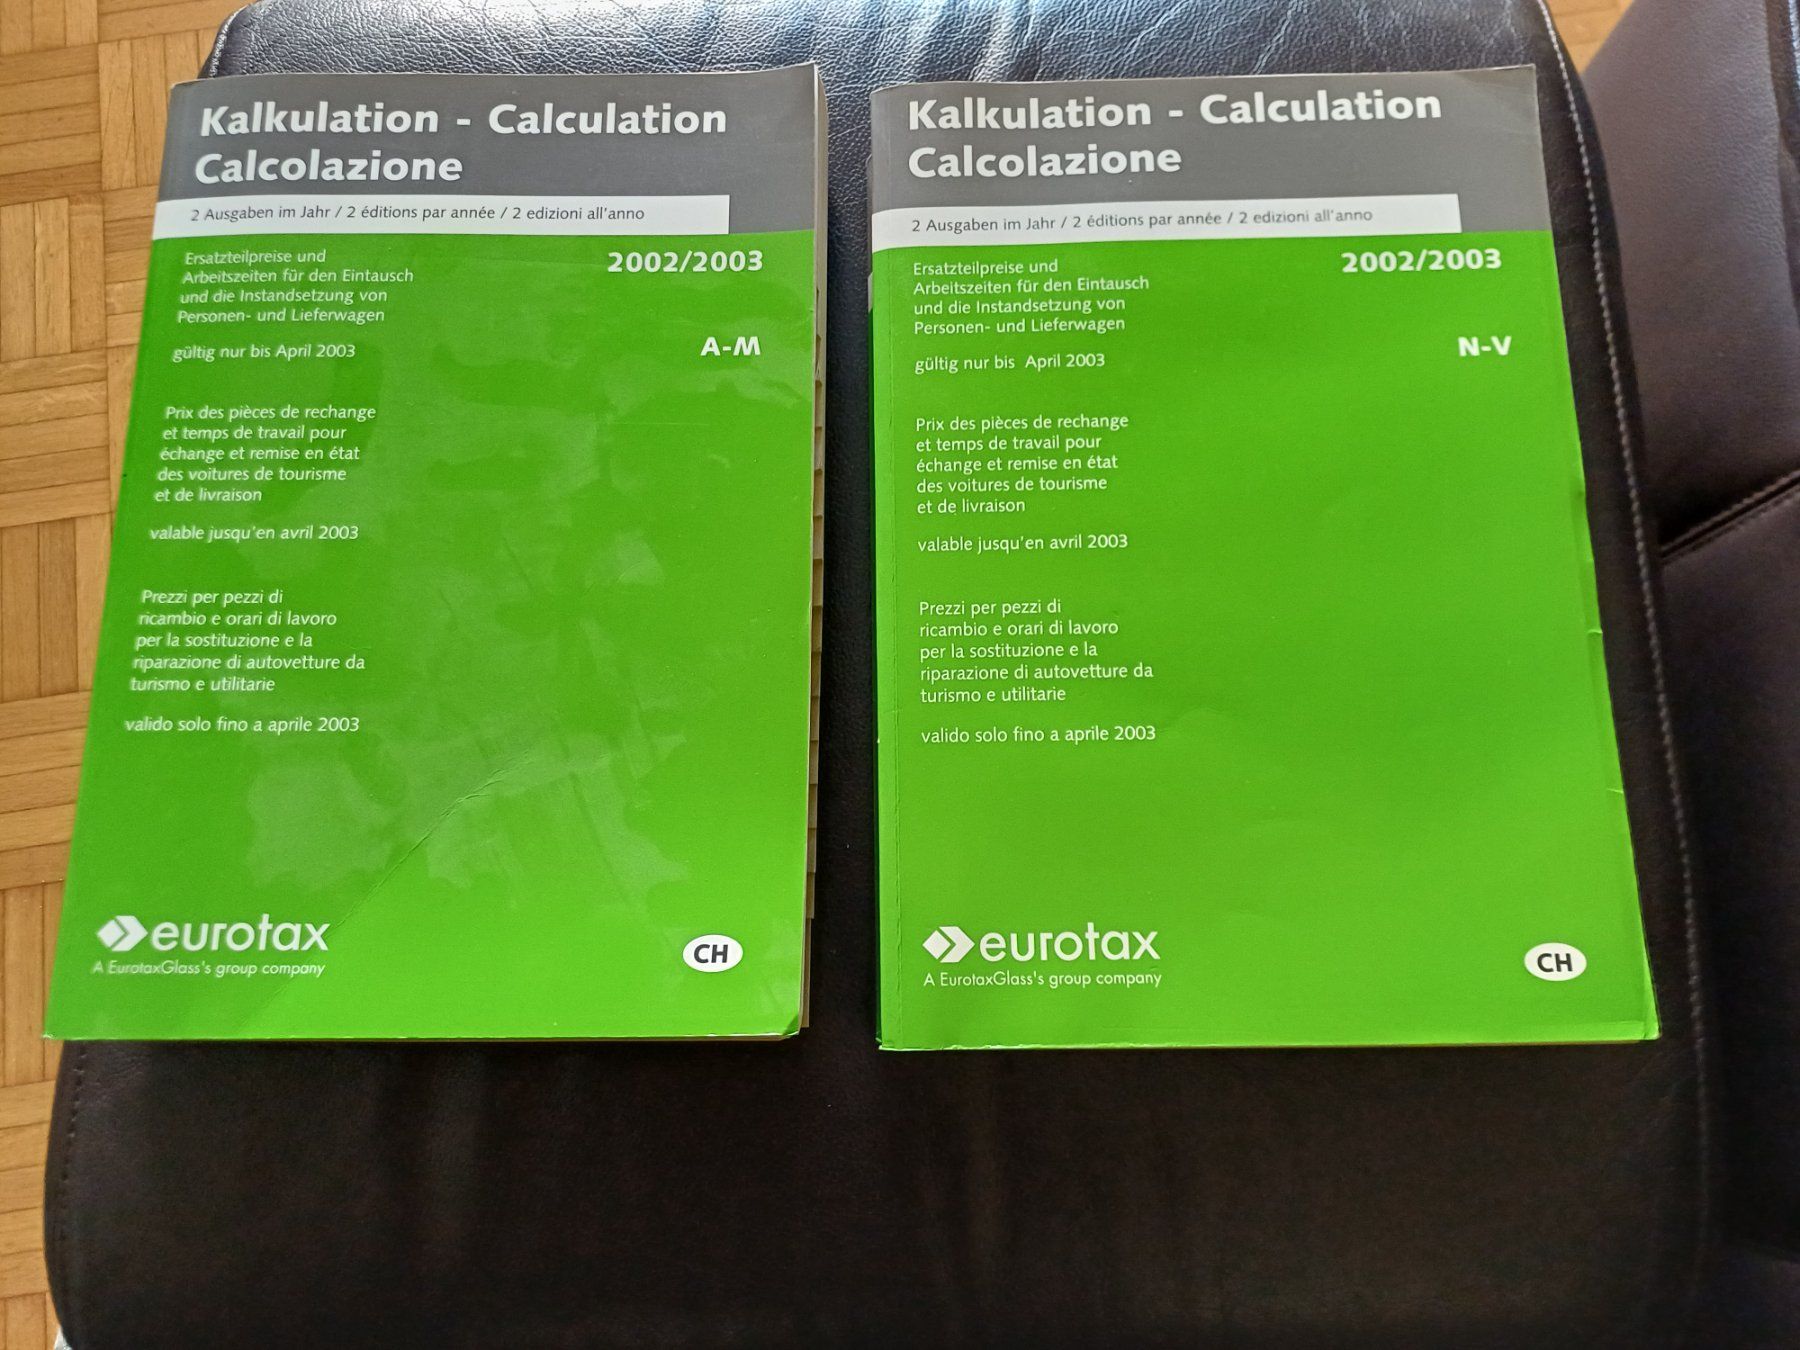 Kalkulation - Calculation
Calcolazione
2 Ausgaben im Jahr / 2 éditions par année / 2 edizioni all'anno
Ersatzteilpreise und
Arbeitszeiten für den Eintausch
und die Instandsetzung von
Personen- und Lieferwagen
2002/2003
gültig nur bis April 2003
A-M
Prix des pièces de rechange
et temps de travail pour
échange et remise en état
des voitures de tourisme
et de livraison
valable jusqu'en avril 2003
Prezzi per pezzi di
ricambio e orari di lavoro
per la sostituzione e la
riparazione di autovetture da
turismo e utilitarie
valido solo fino a aprile 2003
eurotax
A EurotaxGlass's group company
CH
Kalkulation - Calculation
Calcolazione
2 Ausgaben im Jahr / 2 éditions par année / 2 edizioni all'anno
Ersatzteilpreise und
Arbeitszeiten für den Eintausch
und die Instandsetzung von
Personen- und Lieferwagen
2002/2003
gültig nur bis April 2003
N-V
Prix des pièces de rechange
et temps de travail pour
échange et remise en état
des voitures de tourisme
et de livraison
valable jusqu'en avril 2003
Prezzi per pezzi di
ricambio e orari di lavoro
per la sostituzione e la
riparazione di autovetture da
turismo e utilitarie
valido solo fino a aprile 2003
eurotax
A EurotaxGlass's group company
CH